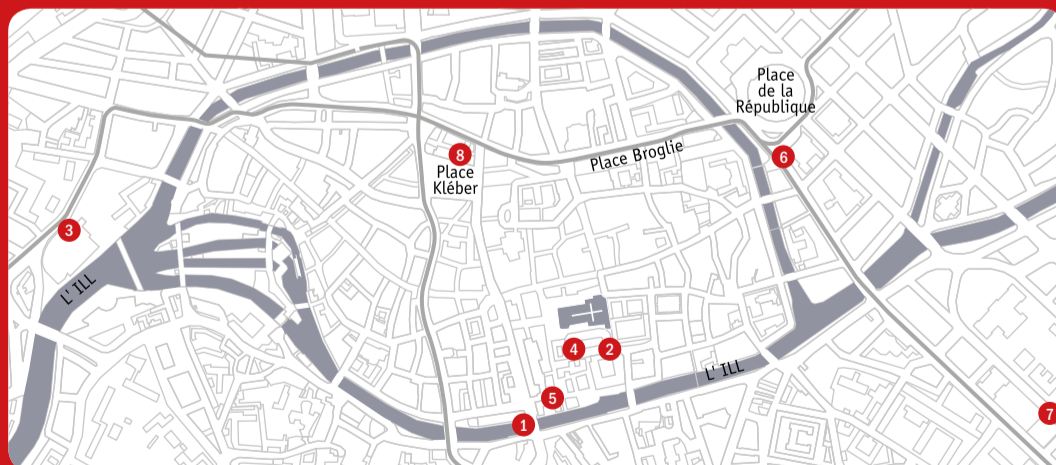 Place
de la
République
Place Broglie
6
8
Place
Kléber
3
L' ILL
4
2
L' ILL
5
1
7